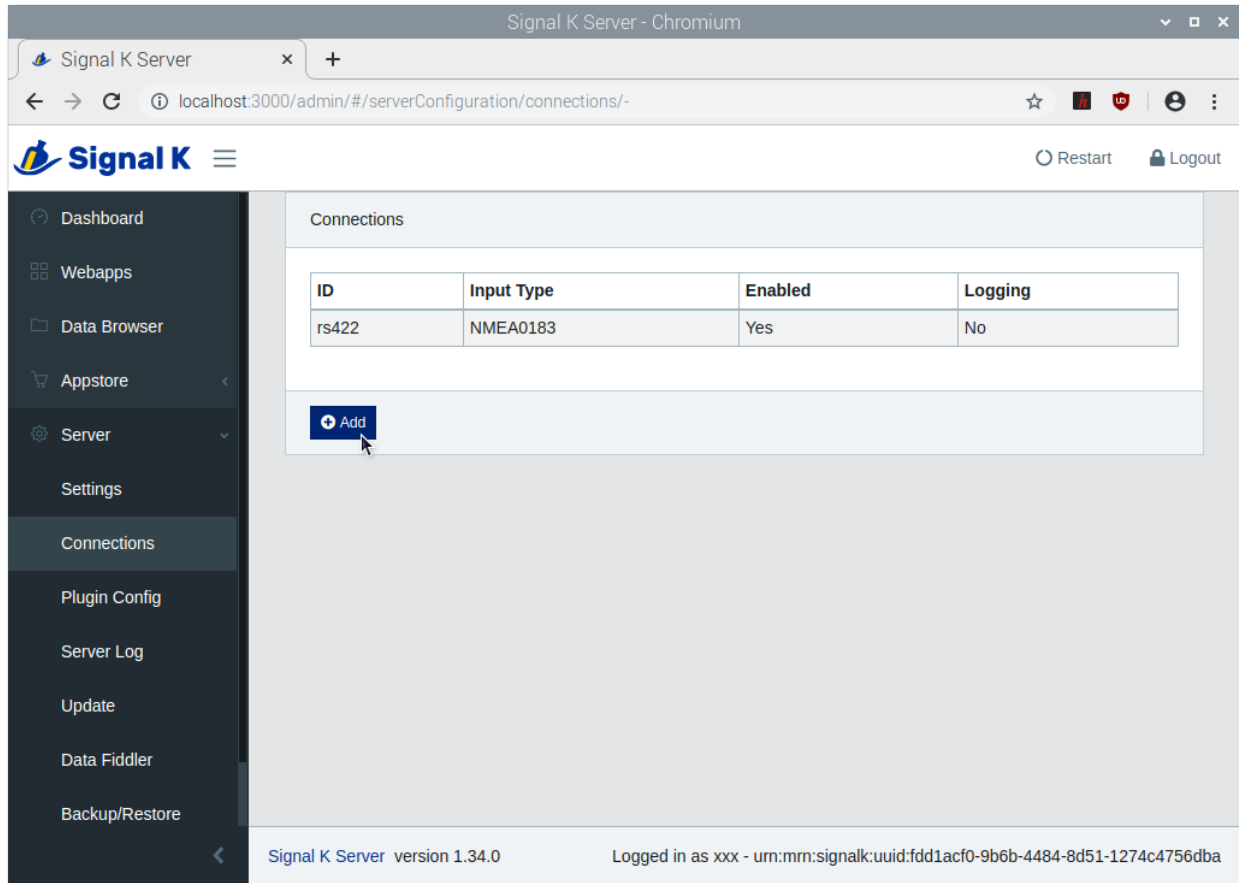 Signal K Server - Chromium
Signal K Server
localhost:3000/admin/#/serverConfiguration/connections/-
Signal K
Restart
Logout
Dashboard
Webapps
Data Browser
Appstore
Server
Settings
Connections
Plugin Config
Server Log
Update
Data Fiddler
Backup/Restore
Connections
ID Input Type Enabled Logging
rs422 NMEA0183 Yes No
Add
Signal K Server version 1.34.0
Logged in as xxx - urn:mrn:signalk:uuid:fdd1acf0-9b6b-4484-8d51-1274c4756dba